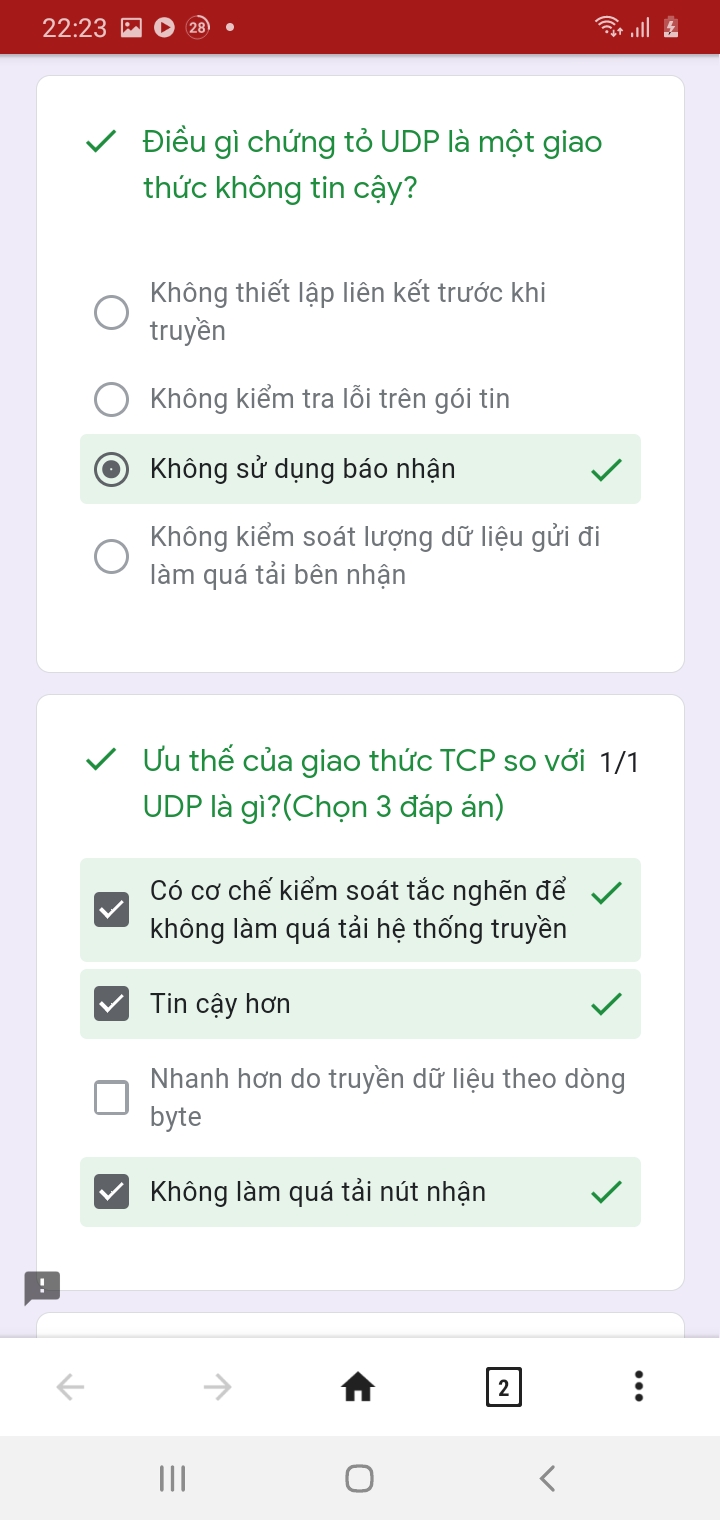 22:23
28
Điều gì chứng tỏ UDP là một giao
thức không tin cậy?
Không thiết lập liên kết trước khi
truyền
Không kiểm tra lỗi trên gói tin
Không sử dụng báo nhận
Không kiểm soát lượng dữ liệu gửi đi
làm quá tải bên nhận
Ưu thế của giao thức TCP so với 1/1
UDP là gì?(Chọn 3 đáp án)
Có cơ chế kiểm soát tắc nghẽn để
không làm quá tải hệ thống truyền
Tin cậy hơn
Nhanh hơn do truyền dữ liệu theo dòng
byte
Không làm quá tải nút nhận
2